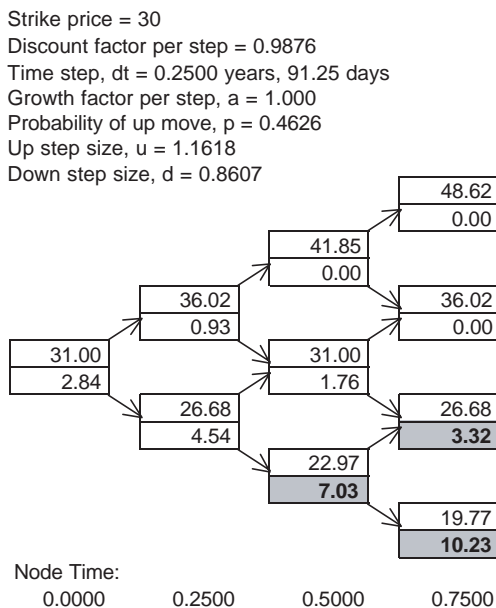 Strike price = 30
Discount factor per step = 0.9876
Time step, dt = 0.2500 years, 91.25 days
Growth factor per step, a = 1.000
Probability of up move, p = 0.4626
Up step size, u = 1.1618
Down step size, d = 0.8607
48.62
0.00
41.85
0.00
36.02
0.93
36.02
0.00
31.00
2.84
31.00
1.76
26.68
4.54
26.68
3.32
22.97
7.03
19.77
10.23
Node Time:
0.0000 0.2500 0.5000 0.7500